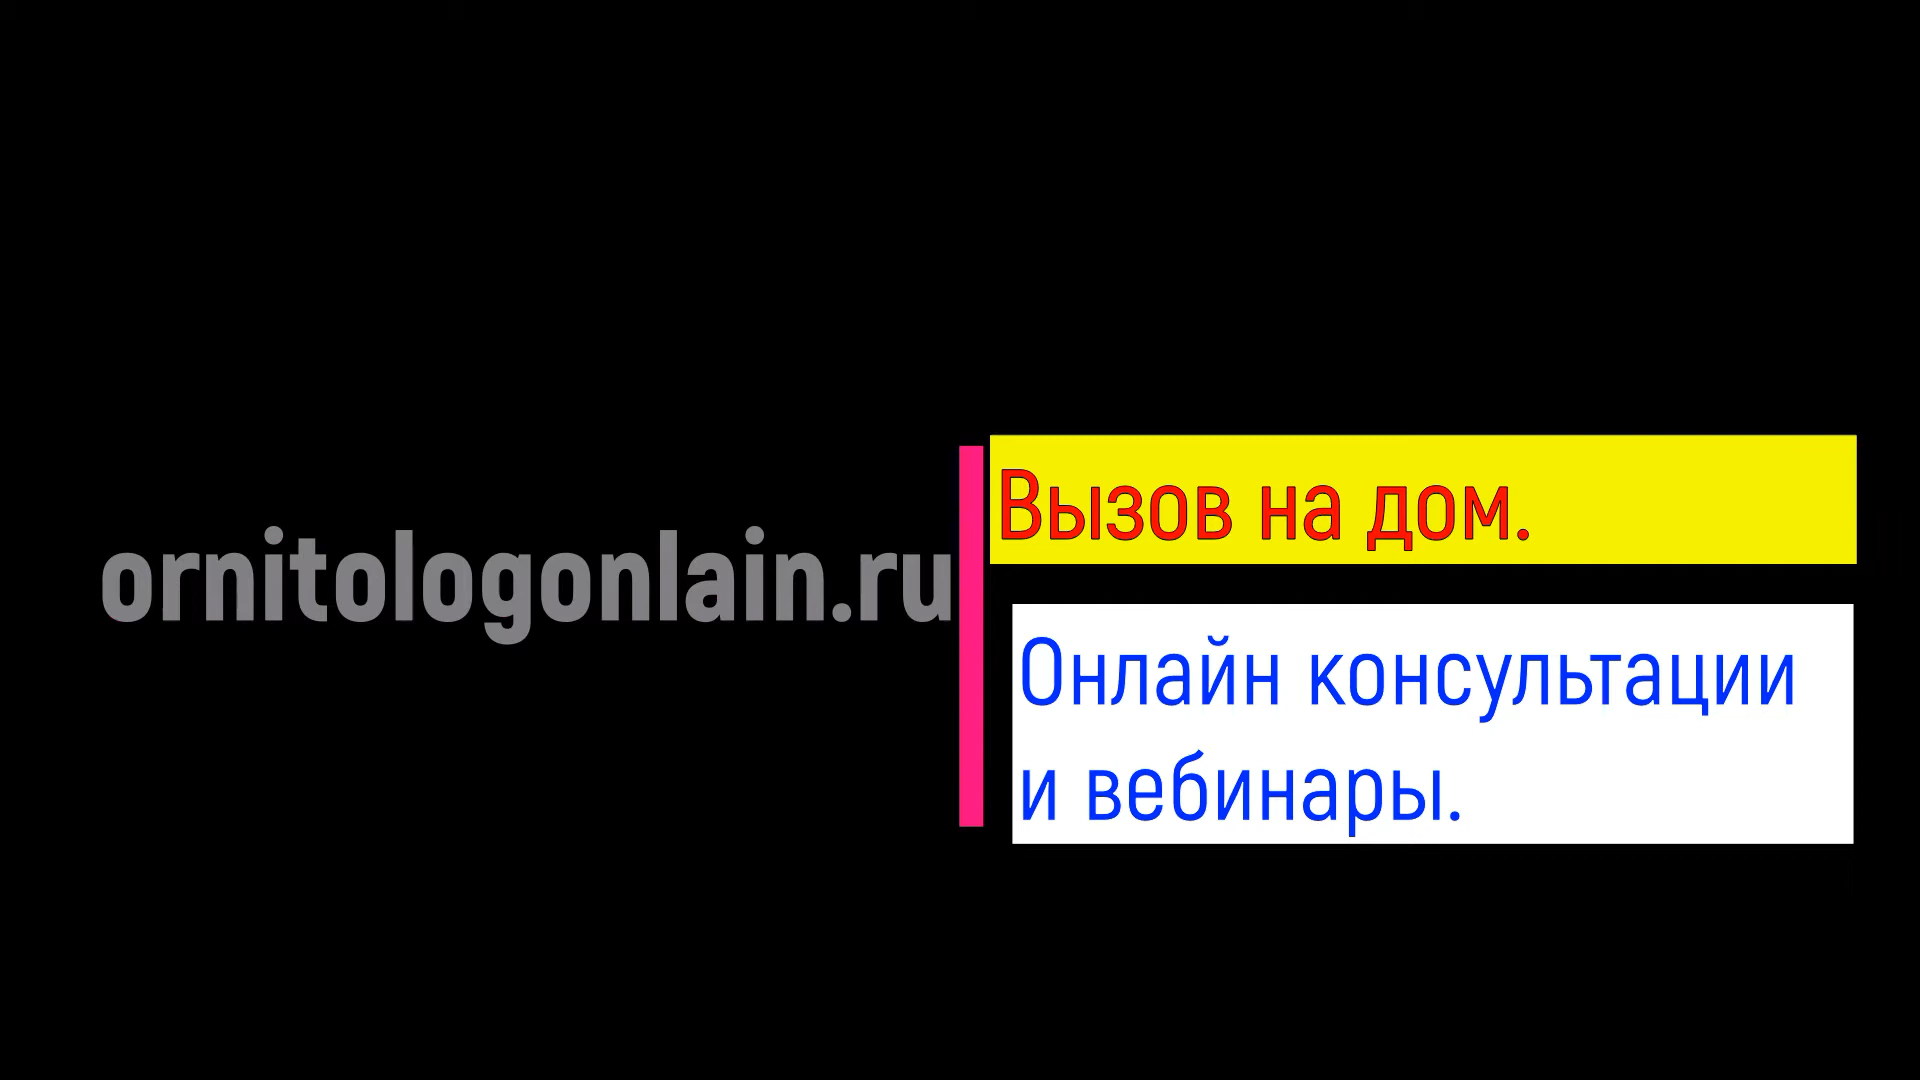 ornitologonlain.ru
Вызов на дом.
Онлайн консультации
и вебинары.